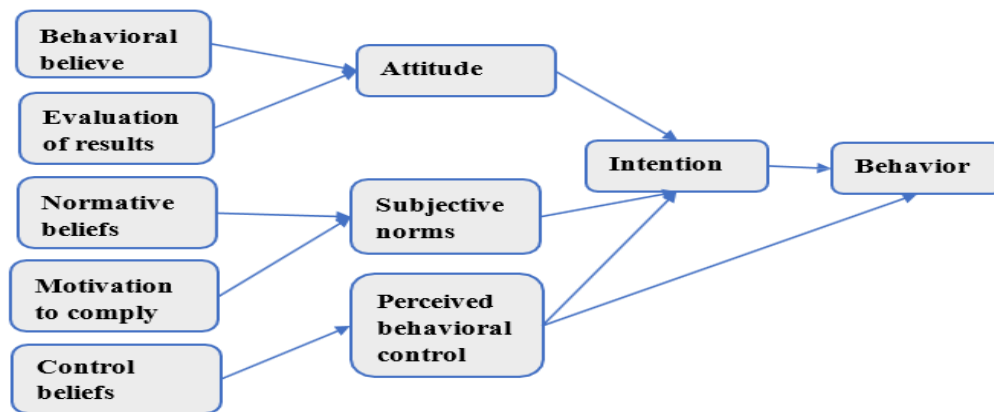 Behavioral
believe
Evaluation
of results
Normative
beliefs
Motivation
to comply
Control
beliefs
Attitude
Subjective
norms
Perceived
behavioral
control
Intention
Behavior